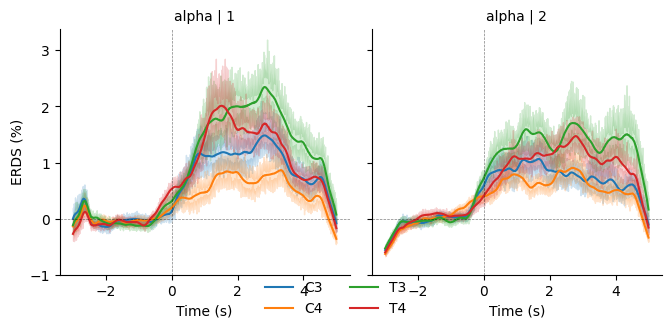 alpha | 1
alpha | 2
ERDS (%)
3
2
1
0
−1
−2 0 2 4
−2 0 2 4
Time (s)
Time (s)
C3
C4
T3
T4